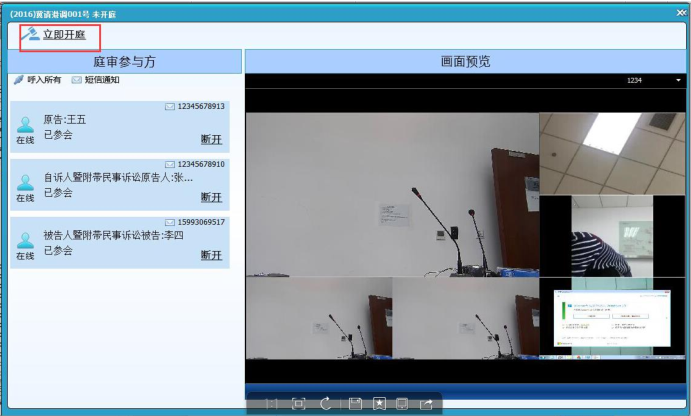 (2016)黄清港调001号 未开庭
立即开庭
庭审参与方
画面预览
呼入所有 短信通知
1234
12345678913
原告:王五
在线 已参会 断开
12345678910
自诉人暨附带民事诉讼原告人:张...
在线 已参会 断开
15993069517
被告人暨附带民事诉讼被告:李四
在线 已参会 断开
1:1